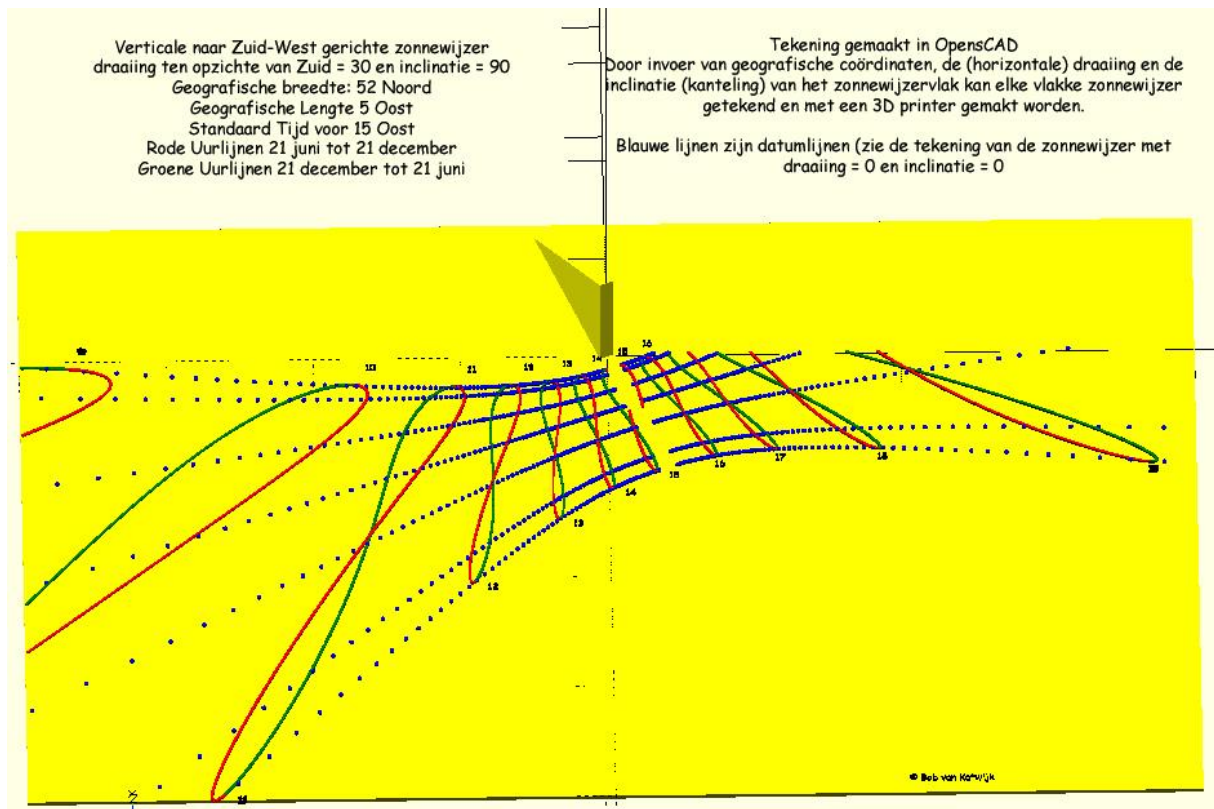 Verticale naar Zuid-West gerichte zonnewijzer
draaiing ten opzichte van Zuid = 30 en inclinatie = 90
Geografische breedte: 52 Noord
Geografische Lengte 5 Oost
Standaard Tijd voor 15 Oost
Rode Uurlijnen 21 juni tot 21 december
Groene Uurlijnen 21 december tot 21 juni
Tekening gemaakt in OpensCAD
Door invoer van geografische coördinaten, de (horizontale) draaiing en de
inclinatie (kanteling) van het zonnewijzervlak kan elke vlakke zonnewijzer
getekend en met een 3D printer gemakt worden.
Blauwe lijnen zijn datumlijnen (zie de tekening van de zonnewijzer met
draaiing = 0 en inclinatie = 0
14 15 16
12 13 14 15 16 17 18
© Bob van Katwijk